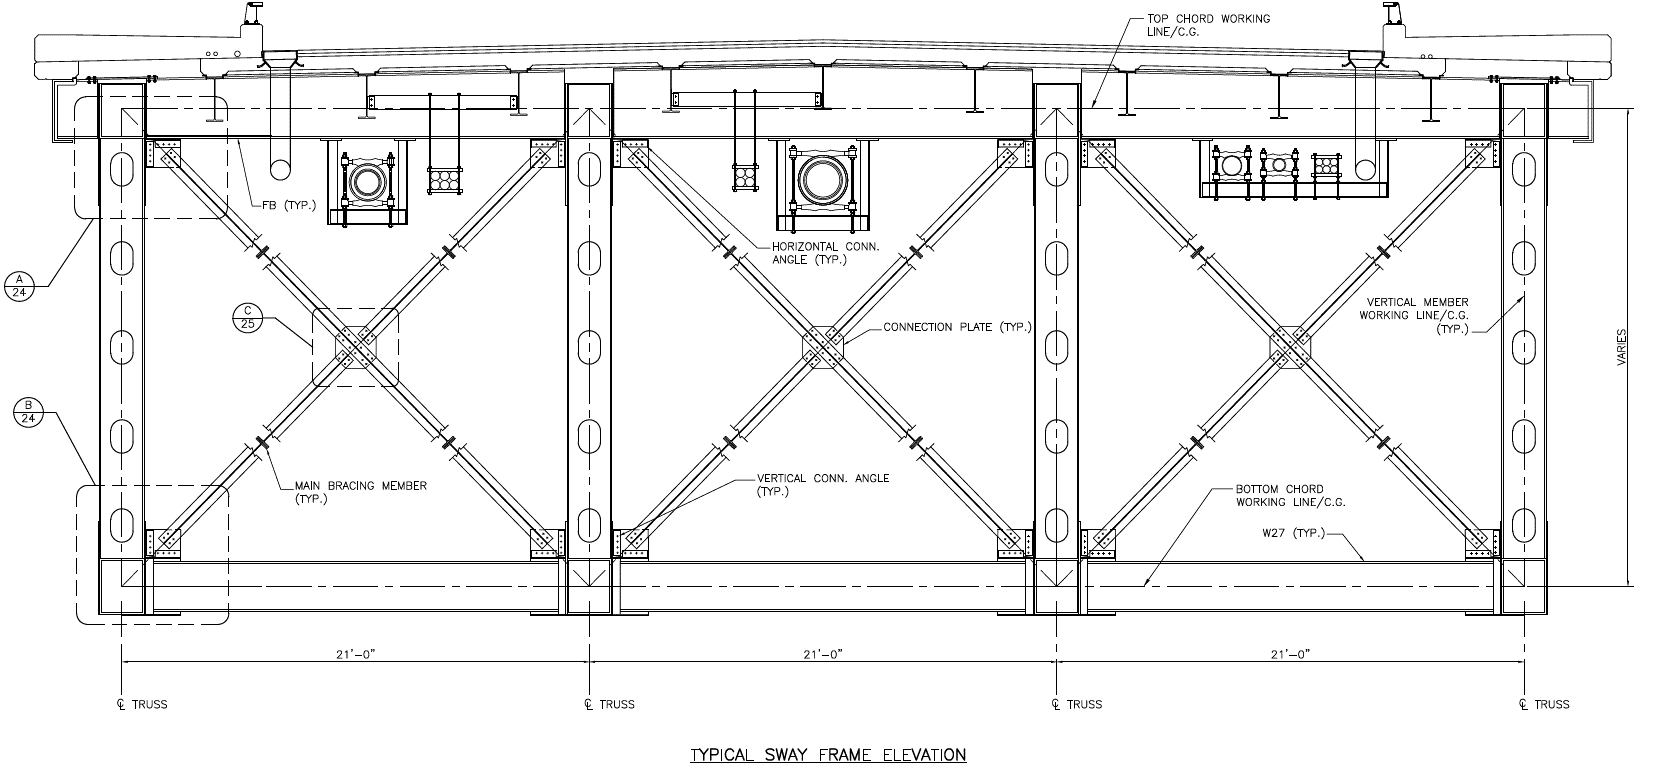 TOP CHORD WORKING
LINE/C.G.
FB (TYP.)
HORIZONTAL CONN.
ANGLE (TYP.)
A
24
C
25
VERTICAL MEMBER
WORKING LINE/C.G.
(TYP.)
CONNECTION PLATE (TYP.)
VARIES
B
24
MAIN BRACING MEMBER
(TYP.)
VERTICAL CONN. ANGLE
(TYP.)
BOTTOM CHORD
WORKING LINE/C.G.
W27 (TYP.)
21'-0"
21'-0"
21'-0"
℄ TRUSS
℄ TRUSS
℄ TRUSS
℄ TRUSS
TYPICAL SWAY FRAME ELEVATION